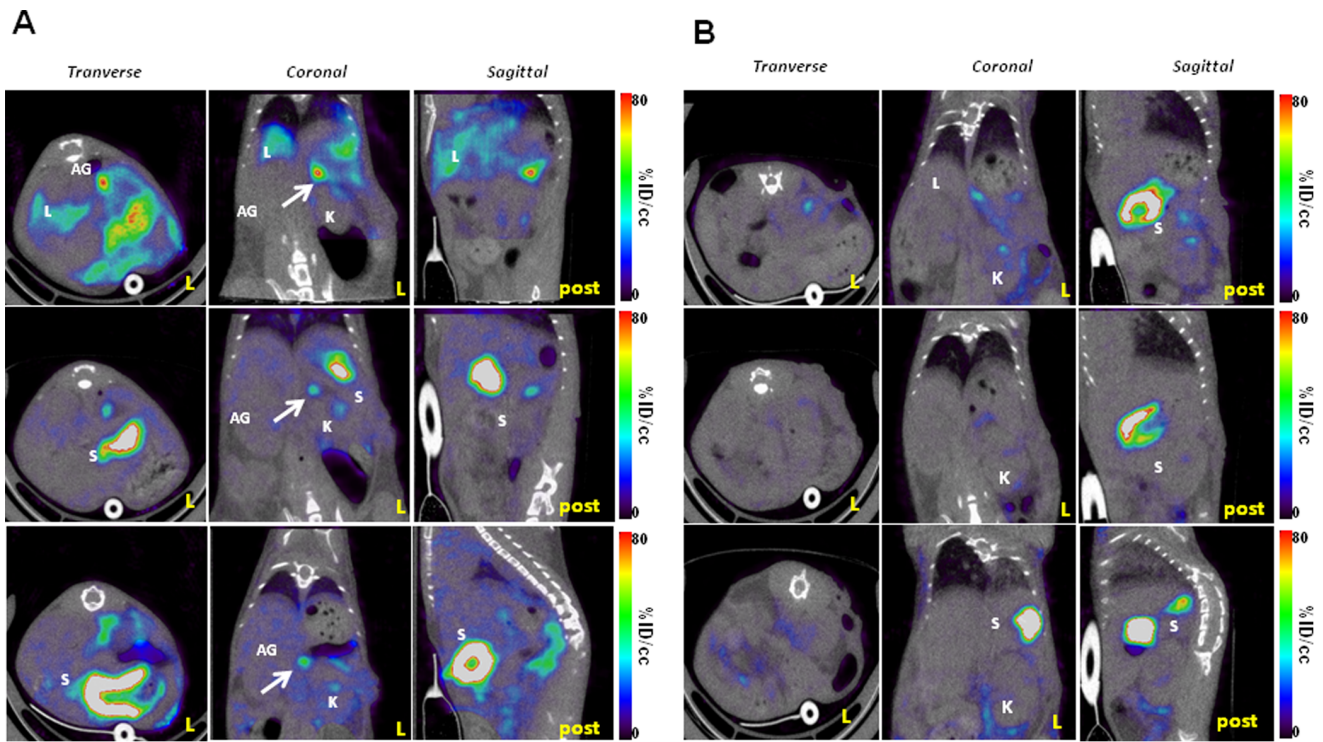 A
B
Tranverse Coronal Sagittal
Tranverse Coronal Sagittal
AG L L
L AG K L
L post
80 % ID/cc 0
L K L
S post
80 % ID/cc 0
S L
AG S K L
S post
80 % ID/cc 0
L
K L
S post
80 % ID/cc 0
S L
AG K L
S post
80 % ID/cc 0
L
S K L
S post
80 % ID/cc 0